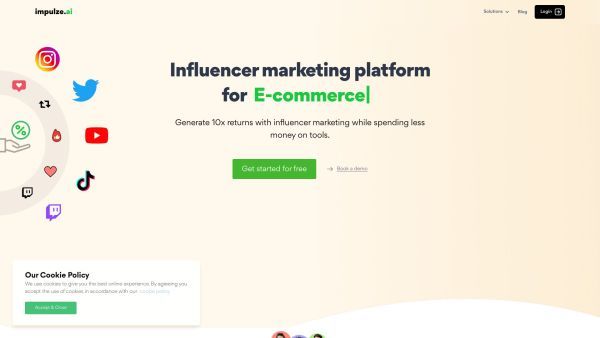 impulze.ai
Solutions
Blog
Login
Influencer marketing platform
for E-commerce|
Generate 10x returns with influencer marketing while spending less
money on tools.
Get started for free
Book a demo
Our Cookie Policy
We use cookies to give you the best online experience. By agreeing you
accept the use of cookies in accordance with our cookie policy
Accept & Close